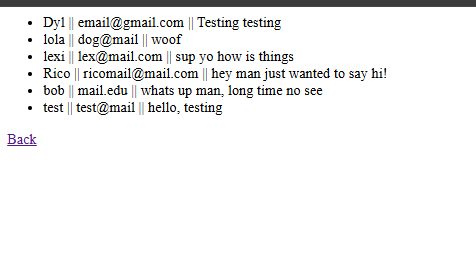 Dyl || email@gmail.com || Testing testing
lola || dog@mail || woof
lexi || lex@mail.com || sup yo how is things
Rico || ricomail@mail.com || hey man just wanted to say hi!
bob || mail.edu || whats up man, long time no see
test || test@mail || hello, testing
Back